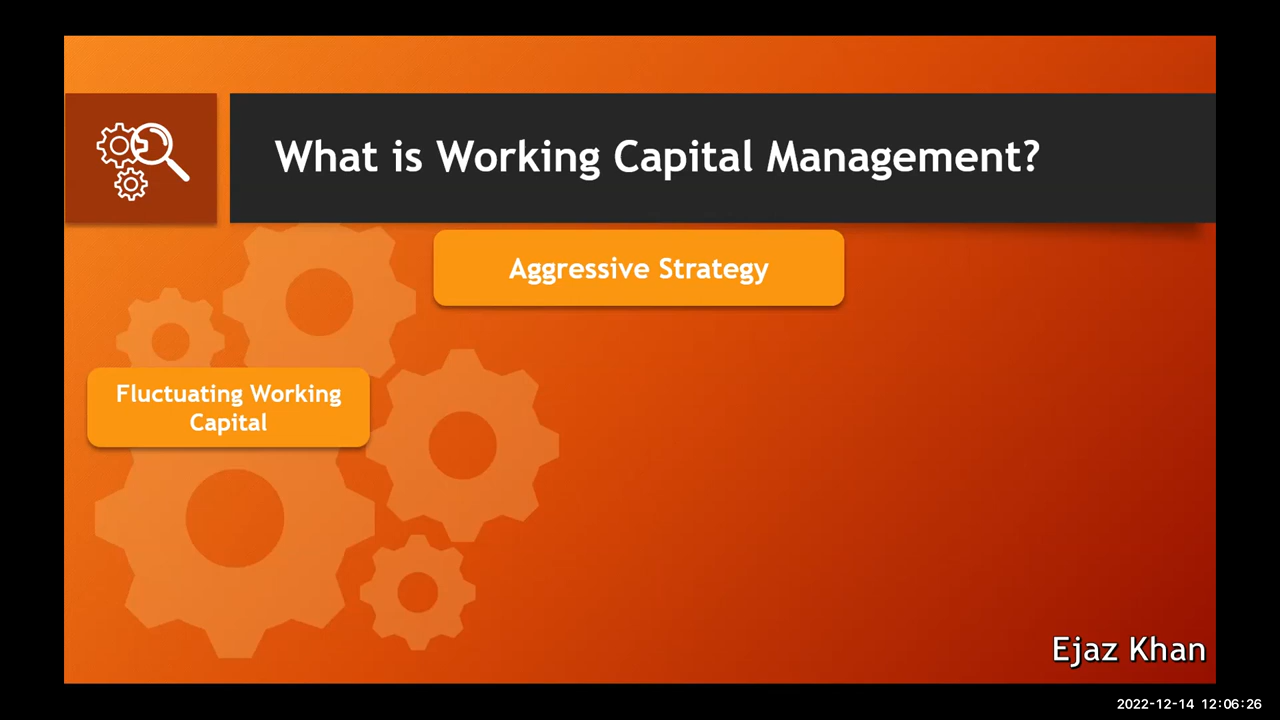 What is Working Capital Management?
Aggressive Strategy
Fluctuating Working
Capital
Ejaz Khan
2022-12-14 12:06:26